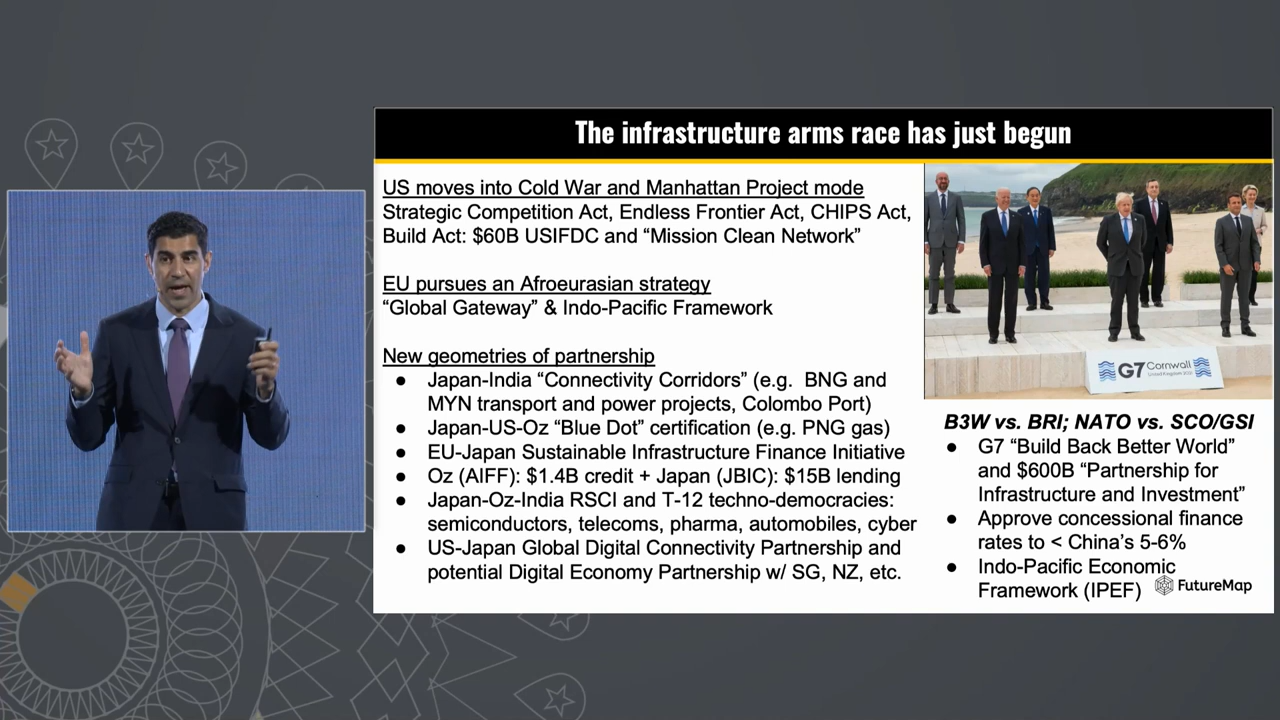 The infrastructure arms race has just begun
US moves into Cold War and Manhattan Project mode
Strategic Competition Act, Endless Frontier Act, CHIPS Act,
Build Act: $60B USIFDC and “Mission Clean Network”
EU pursues an Afroeurasian strategy
“Global Gateway” & Indo-Pacific Framework
New geometries of partnership
● Japan-India “Connectivity Corridors” (e.g. BNG and
MYN transport and power projects, Colombo Port)
● Japan-US-Oz “Blue Dot” certification (e.g. PNG gas)
● EU-Japan Sustainable Infrastructure Finance Initiative
● Oz (AIFF): $1.4B credit + Japan (JBIC): $15B lending
● Japan-Oz-India RSCI and T-12 techno-democracies:
semiconductors, telecoms, pharma, automobiles, cyber
● US-Japan Global Digital Connectivity Partnership and
potential Digital Economy Partnership w/ SG, NZ, etc.
G7 Cornwall
United Kingdom 2021
B3W vs. BRI; NATO vs. SCO/GSI
● G7 “Build Back Better World”
and $600B “Partnership for
Infrastructure and Investment”
● Approve concessional finance
rates to < China’s 5-6%
● Indo-Pacific Economic
Framework (IPEF)
FutureMap